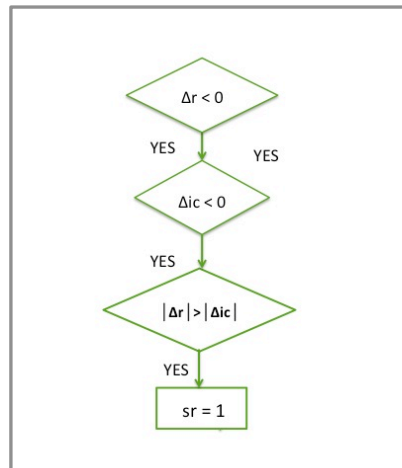 Δr < 0
YES YES
Δic < 0
YES
|Δr|>|Δic|
YES
sr = 1